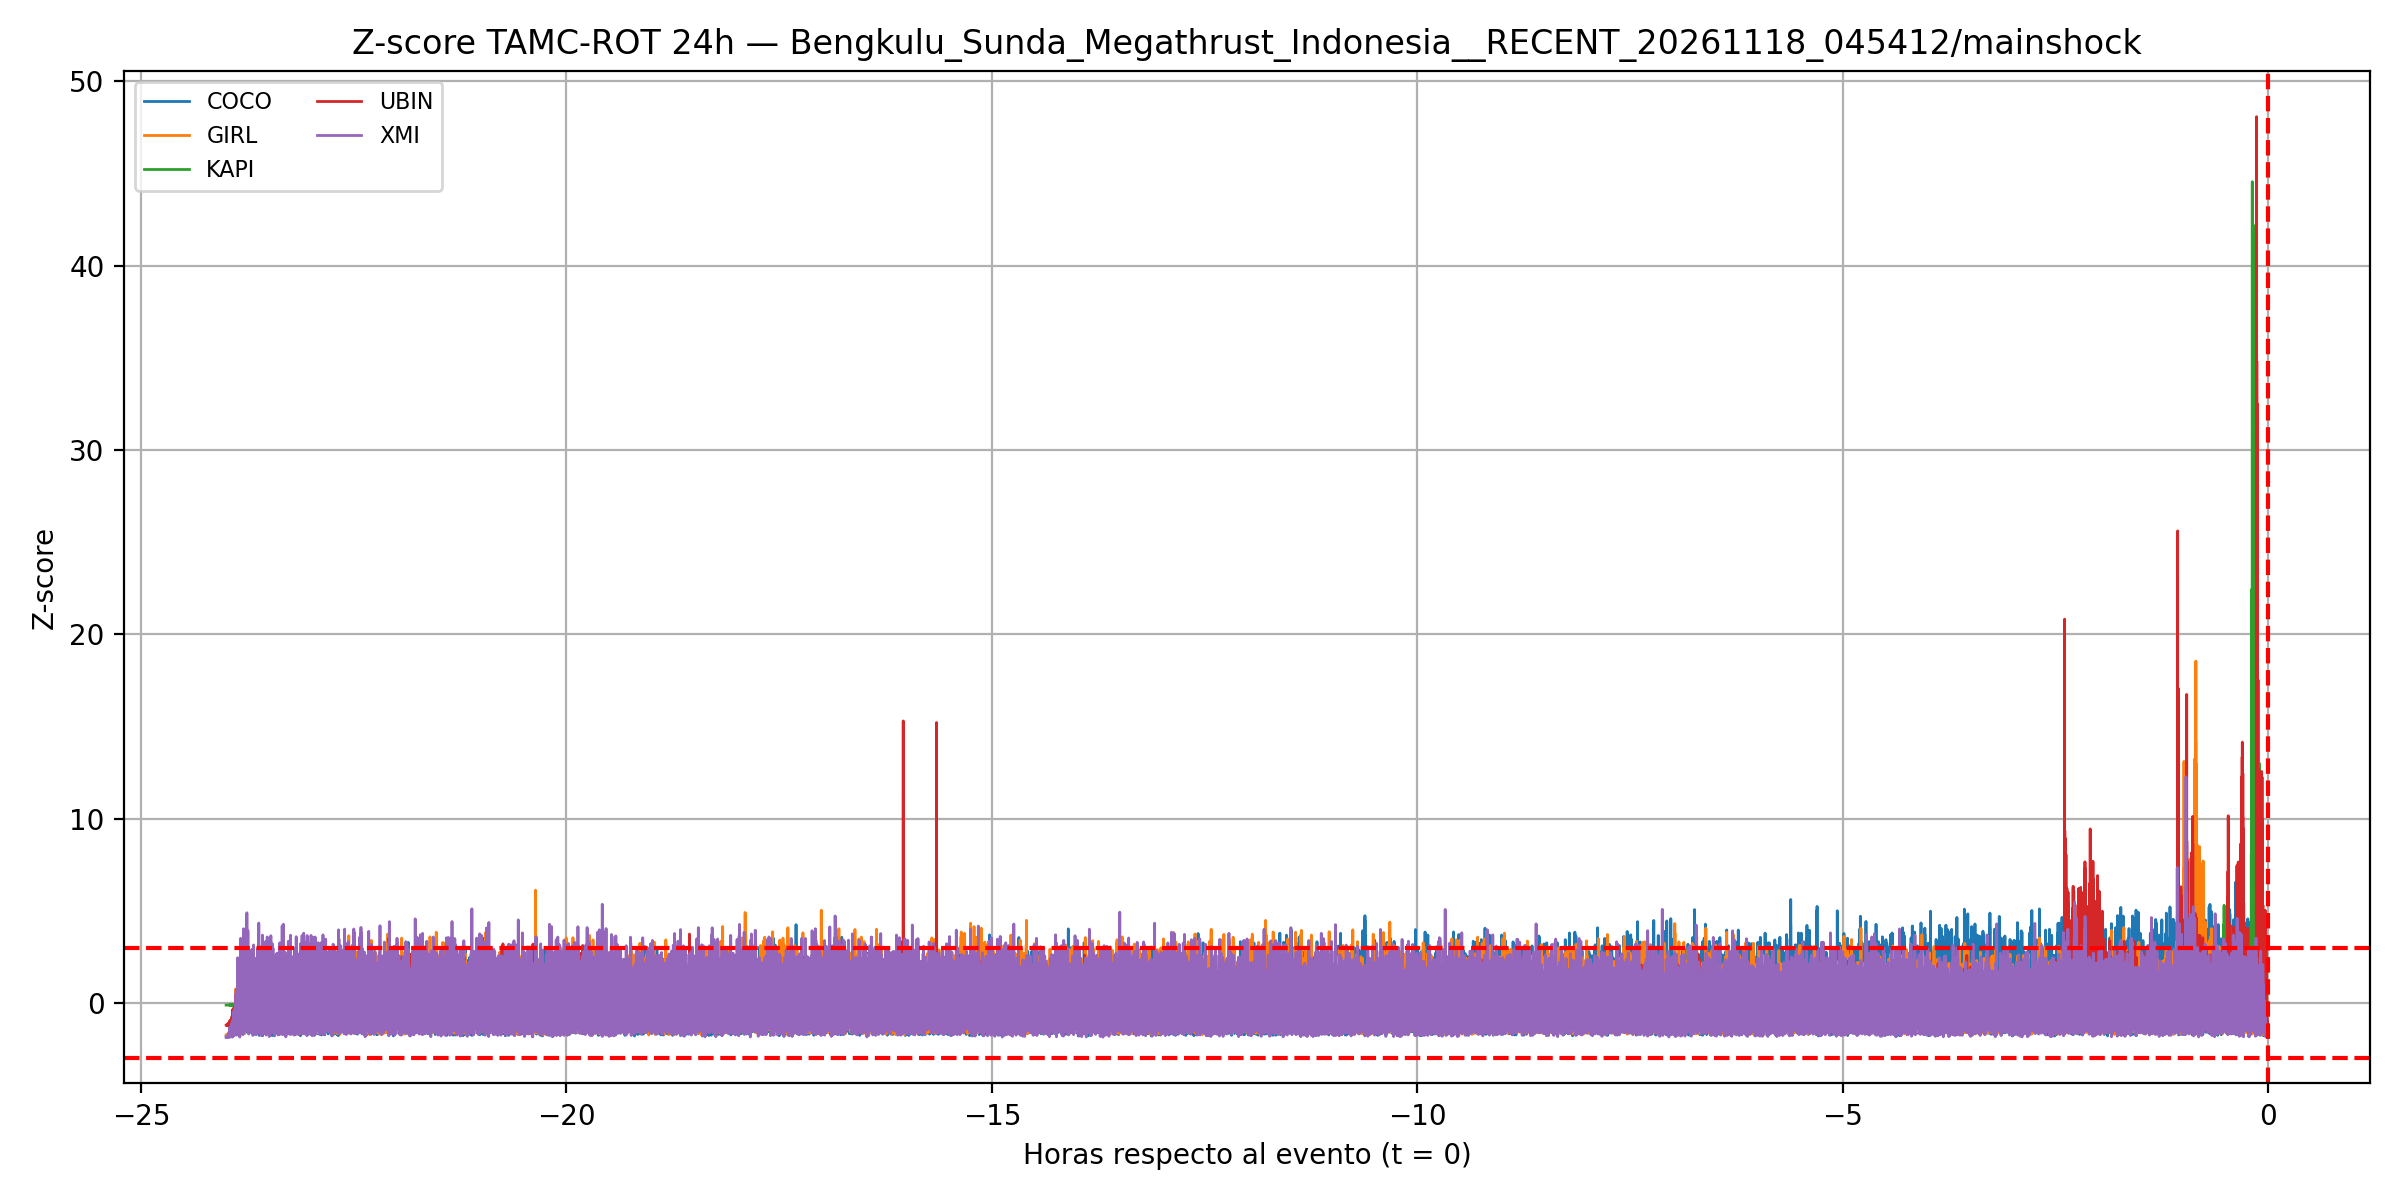 Z-score TAMC-ROT 24h — Bengkulu_Sunda_Megathrust_Indonesia__RECENT_20261118_045412/mainshock
COCO
GIRL
KAPI
UBIN
XMI
50
40
30
20
10
0
Z-score
−25
−20
−15
−10
−5
0
Horas respecto al evento (t = 0)